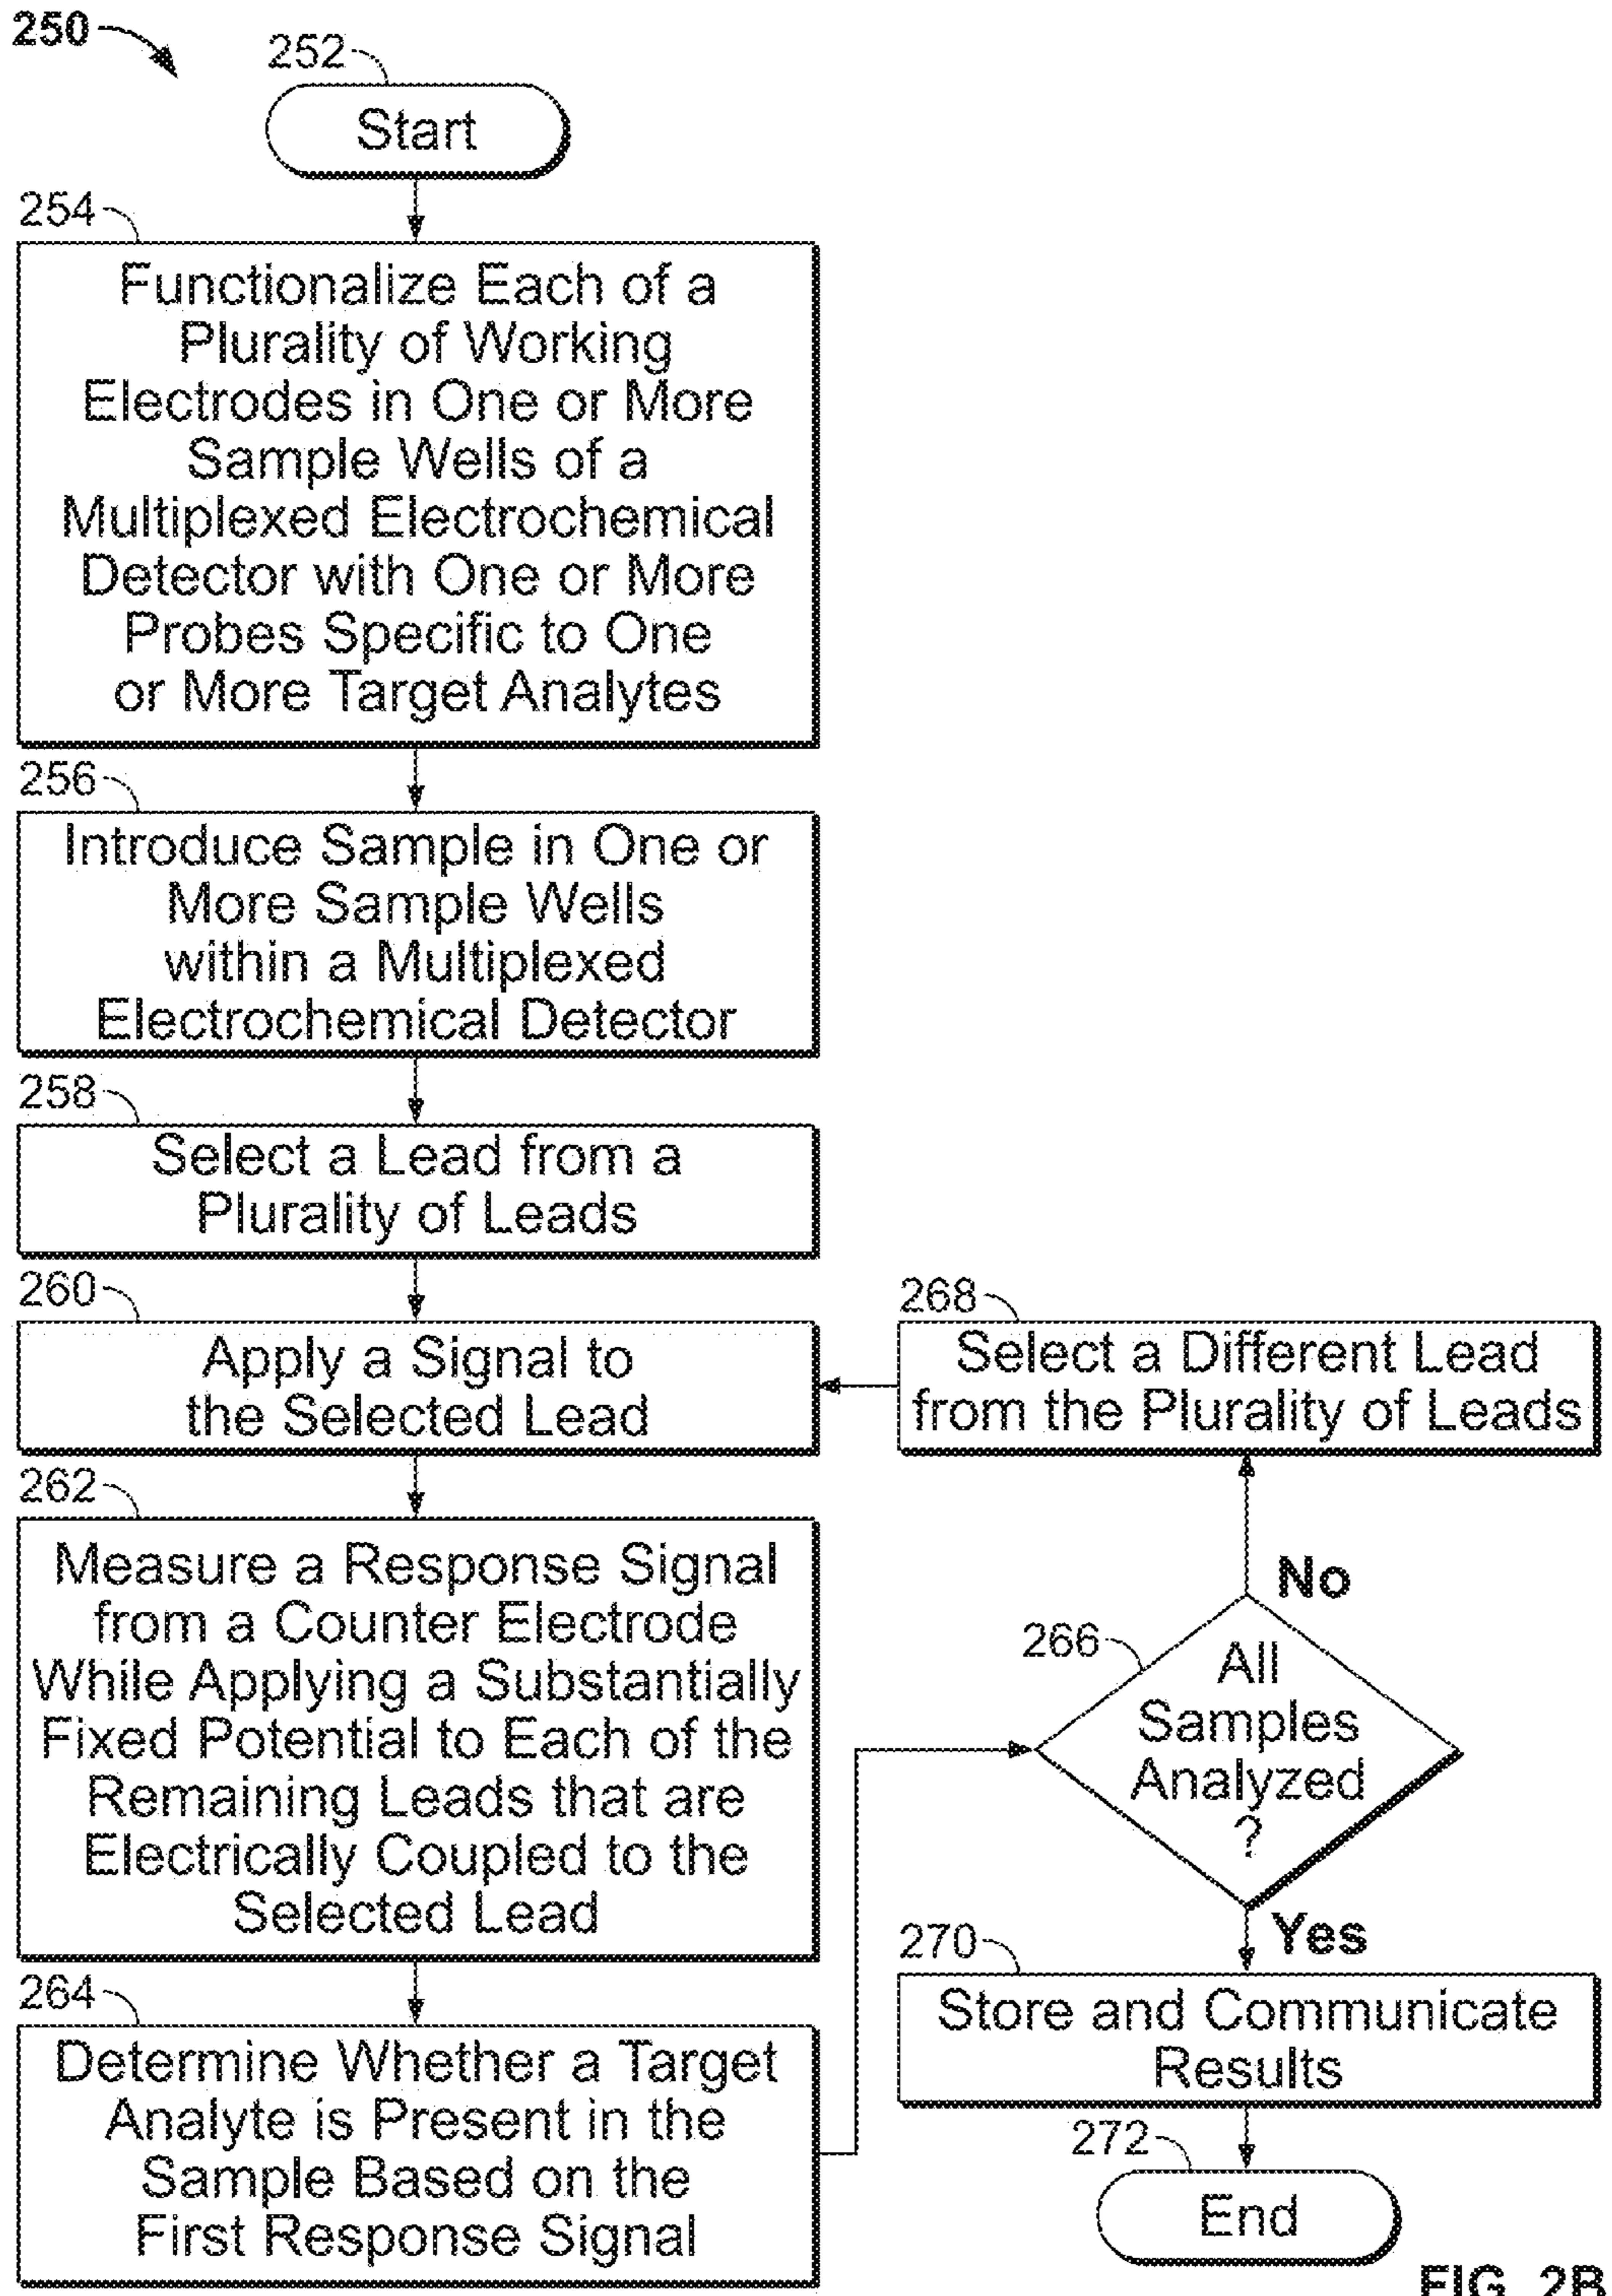 250
252
Start
254
Functionalize Each of a
Plurality of Working
Electrodes in One or More
Sample Wells of a
Multiplexed Electrochemical
Detector with One or More
Probes Specific to One
or More Target Analytes
256
Introduce Sample in One or
More Sample Wells
within a Multiplexed
Electrochemical Detector
258
Select a Lead from a
Plurality of Leads
260
Apply a Signal to
the Selected Lead
262
Measure a Response Signal
from a Counter Electrode
While Applying a Substantially
Fixed Potential to Each of the
Remaining Leads that are
Electrically Coupled to the
Selected Lead
264
Determine Whether a Target
Analyte is Present in the
Sample Based on the
First Response Signal
268
Select a Different Lead
from the Plurality of Leads
No
266
All
Samples
Analyzed
?
Yes
270
Store and Communicate
Results
272
End
FIG. 2B